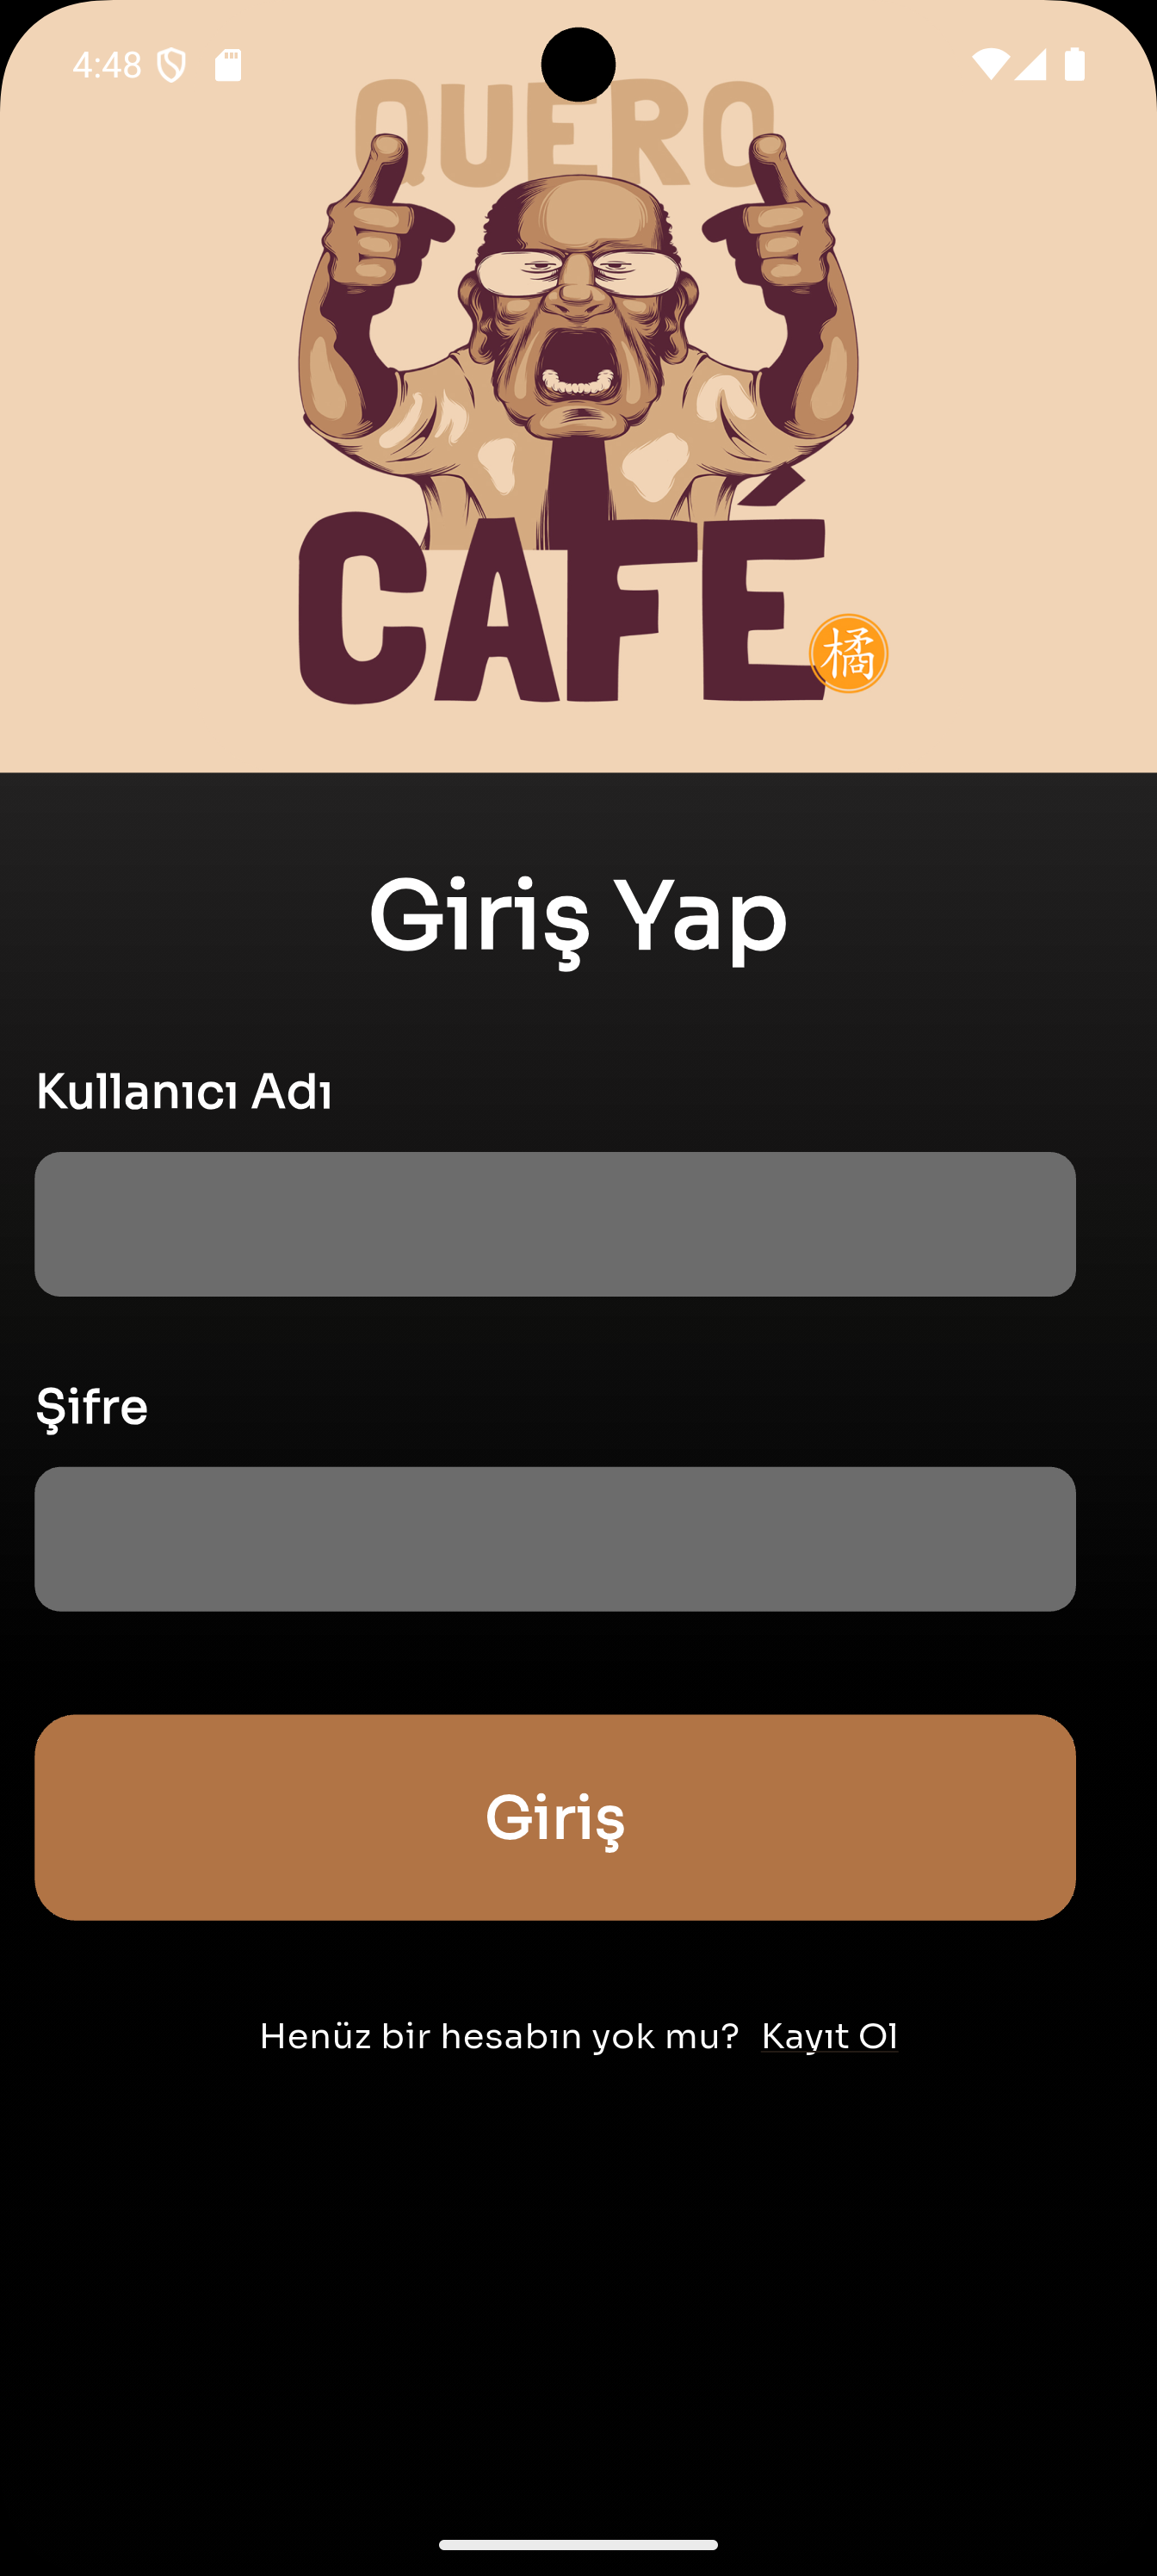 4:48
QUERO
CAFÉ
橘
Giriş Yap
Kullanıcı Adı
Şifre
Giriş
Henüz bir hesabın yok mu? Kayıt Ol